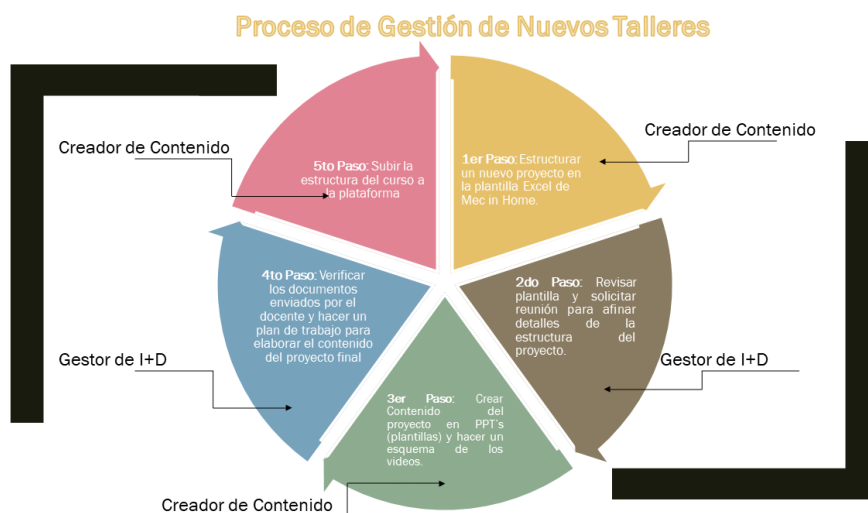 Proceso de Gestión de Nuevos Talleres
Creador de Contenido
1er Paso: Estructurar
un nuevo proyecto en
la plantilla Excel de
Mec in Home.
2do Paso: Revisar
plantilla y solicitar
reunión para afinar
detalles de la
estructura del
proyecto.
Gestor de I+D
3er Paso: Crear
Contenido del
proyecto en PPT's
(plantillas) y hacer un
esquema de los
videos.
Creador de Contenido
4to Paso: Verificar
los documentos
enviados por el
docente y hacer un
plan de trabajo para
elaborar el contenido
del proyecto final
Gestor de I+D
5to Paso: Subir la
estructura del curso a
la plataforma
Creador de Contenido